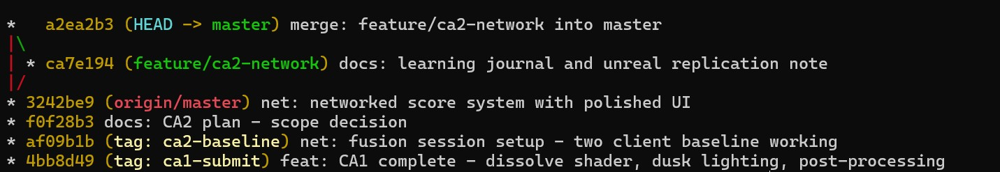 *   a2ea2b3 (HEAD -> master) merge: feature/ca2-network into master
|\
| * ca7e194 (feature/ca2-network) docs: learning journal and unreal replication note
|/
* 3242be9 (origin/master) net: networked score system with polished UI
* f0f28b3 docs: CA2 plan - scope decision
* af09b1b (tag: ca2-baseline) net: fusion session setup - two client baseline working
* 4bb8d49 (tag: ca1-submit) feat: CA1 complete - dissolve shader, dusk lighting, post-processing